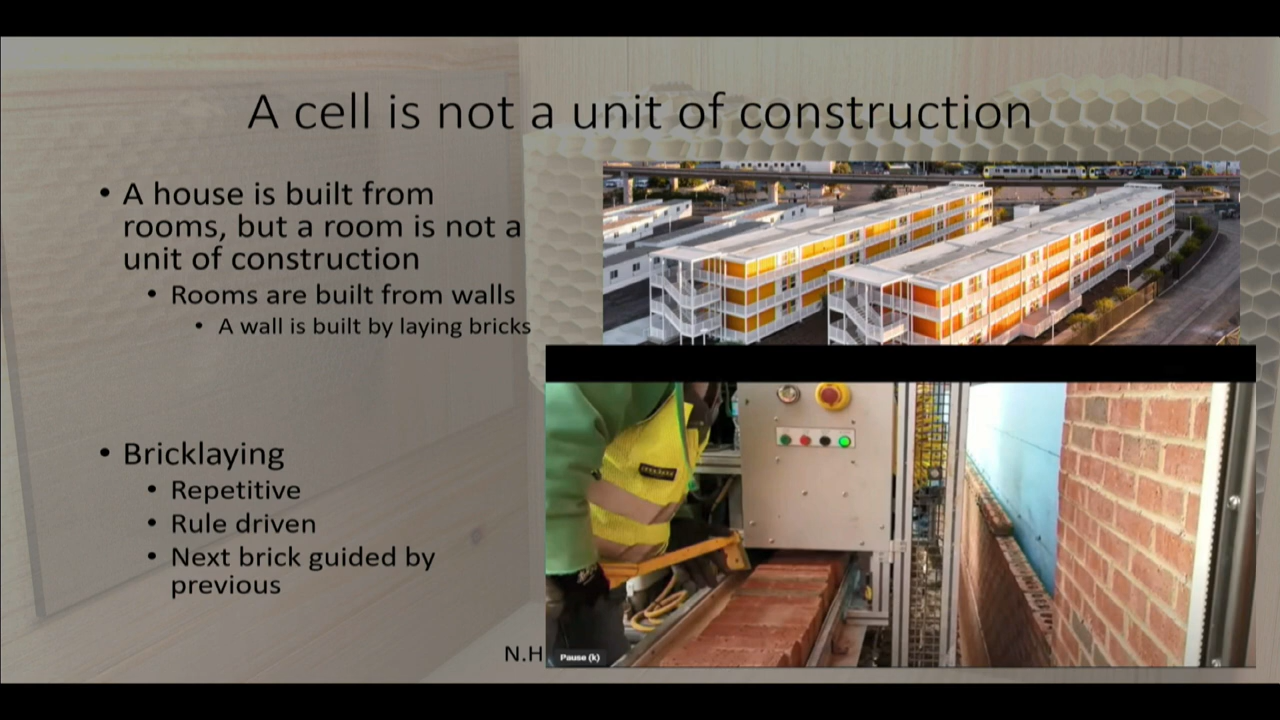 A cell is not a unit of construction
• A house is built from
rooms, but a room is not a
unit of construction
• Rooms are built from walls
• A wall is built by laying bricks
• Bricklaying
• Repetitive
• Rule driven
• Next brick guided by
previous
N.H
Pause (k)